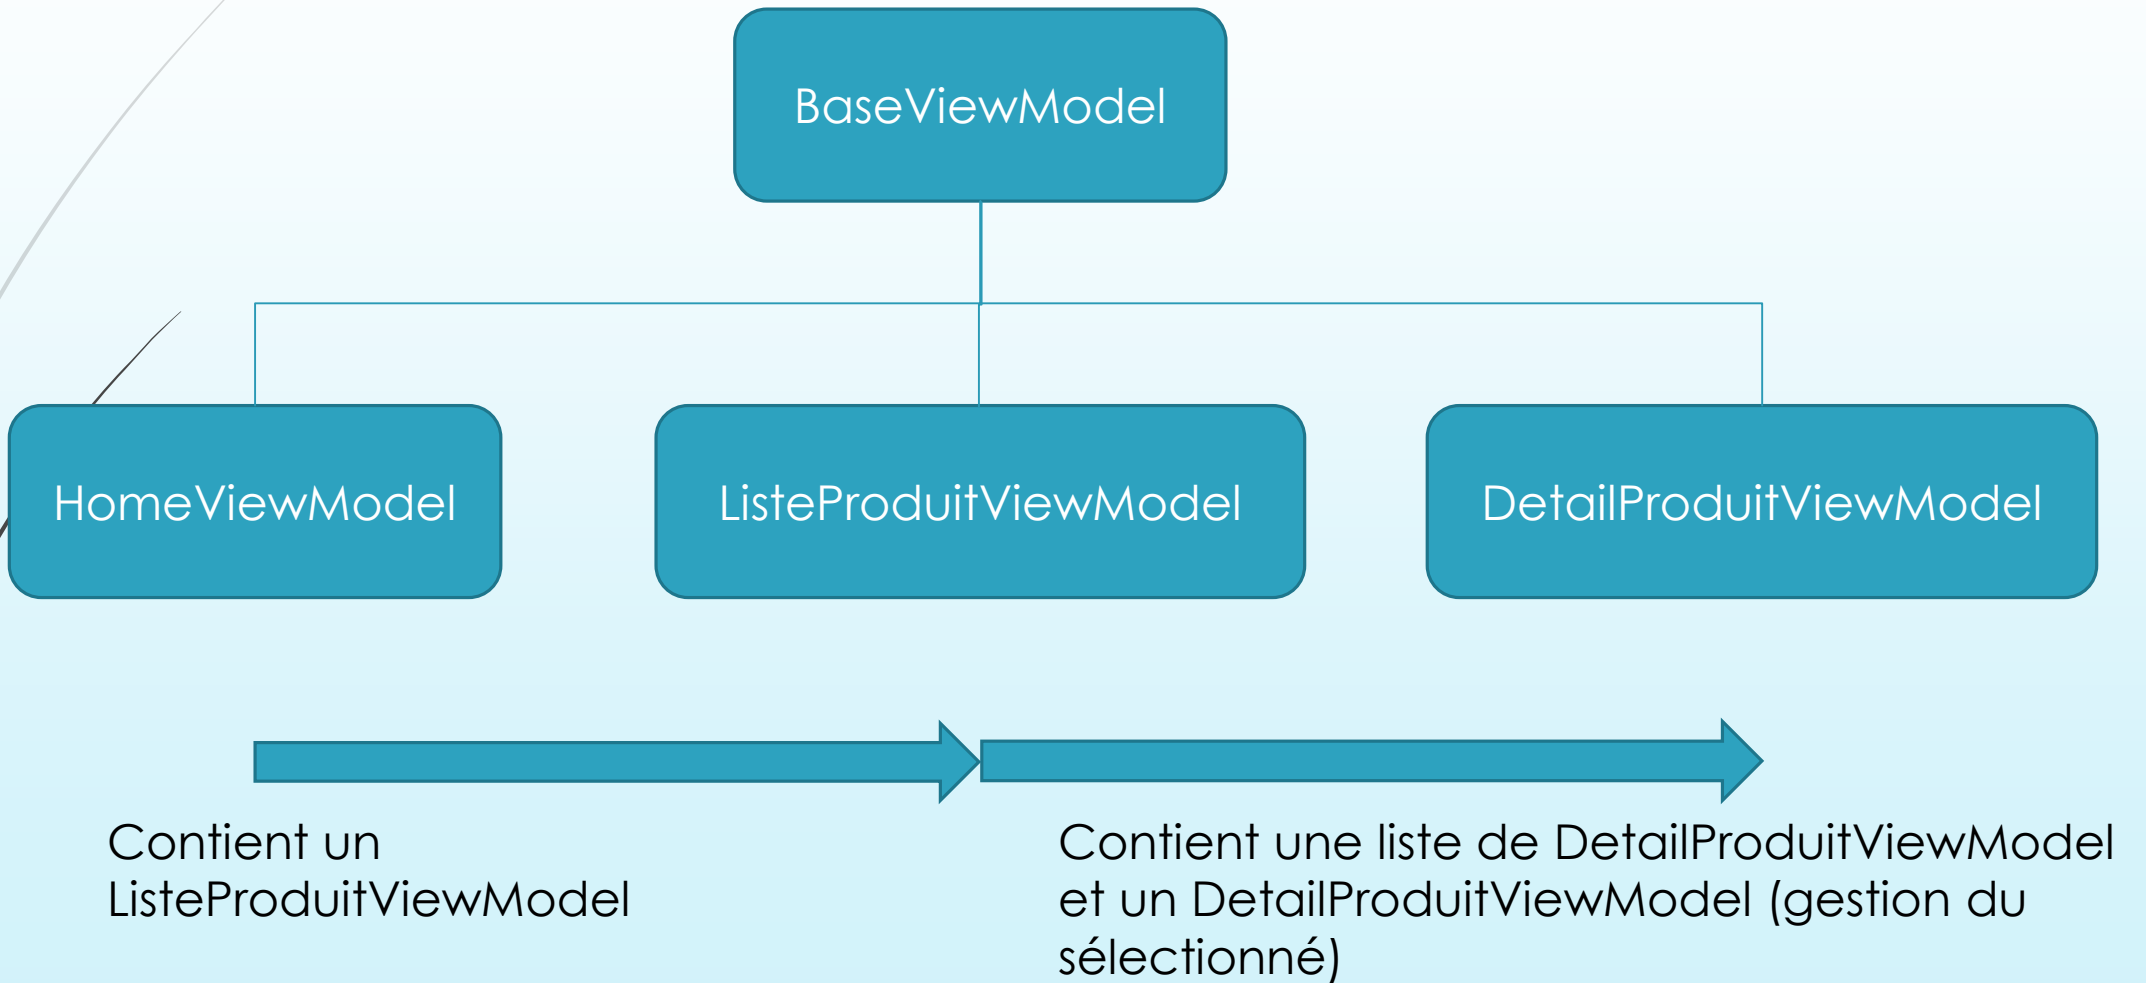 BaseViewModel
HomeViewModel
ListeProduitViewModel
DetailProduitViewModel
Contient un
ListeProduitViewModel
Contient une liste de DetailProduitViewModel
et un DetailProduitViewModel (gestion du
sélectionné)